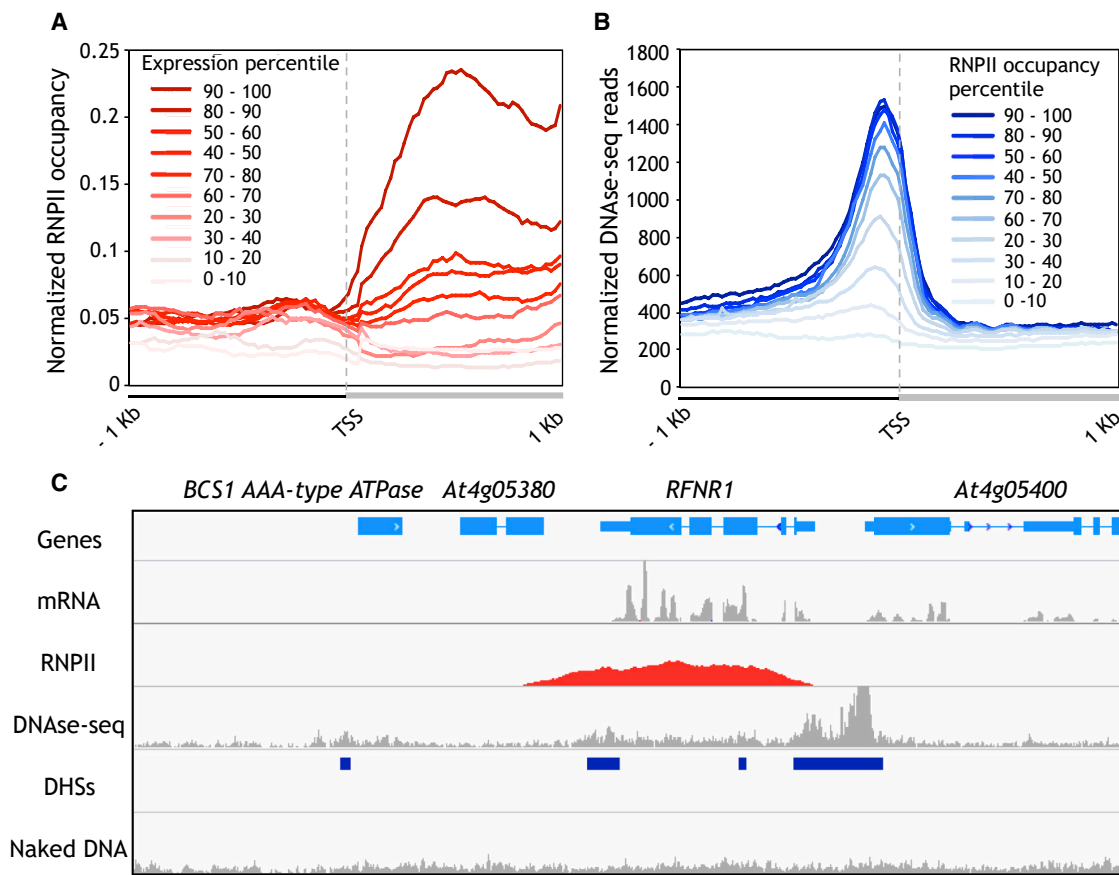 A
Normalized RNPII occupancy
0.25
0.2
0.15
0.1
0.05
0
Expression percentile
90 - 100
80 - 90
50 - 60
40 - 50
70 - 80
60 - 70
20 - 30
30 - 40
10 - 20
0 -10
- 1 Kb
TSS
1 Kb
B
Normalized DNAse-seq reads
1800
1600
1400
1200
1000
800
600
400
200
0
RNPII occupancy
percentile
90 - 100
80 - 90
50 - 60
40 - 50
70 - 80
60 - 70
20 - 30
30 - 40
10 - 20
0 -10
- 1 Kb
TSS
1 Kb
C
BCS1 AAA-type ATPase At4g05380 RFNR1 At4g05400
Genes
mRNA
RNPII
DNAse-seq
DHSs
Naked DNA